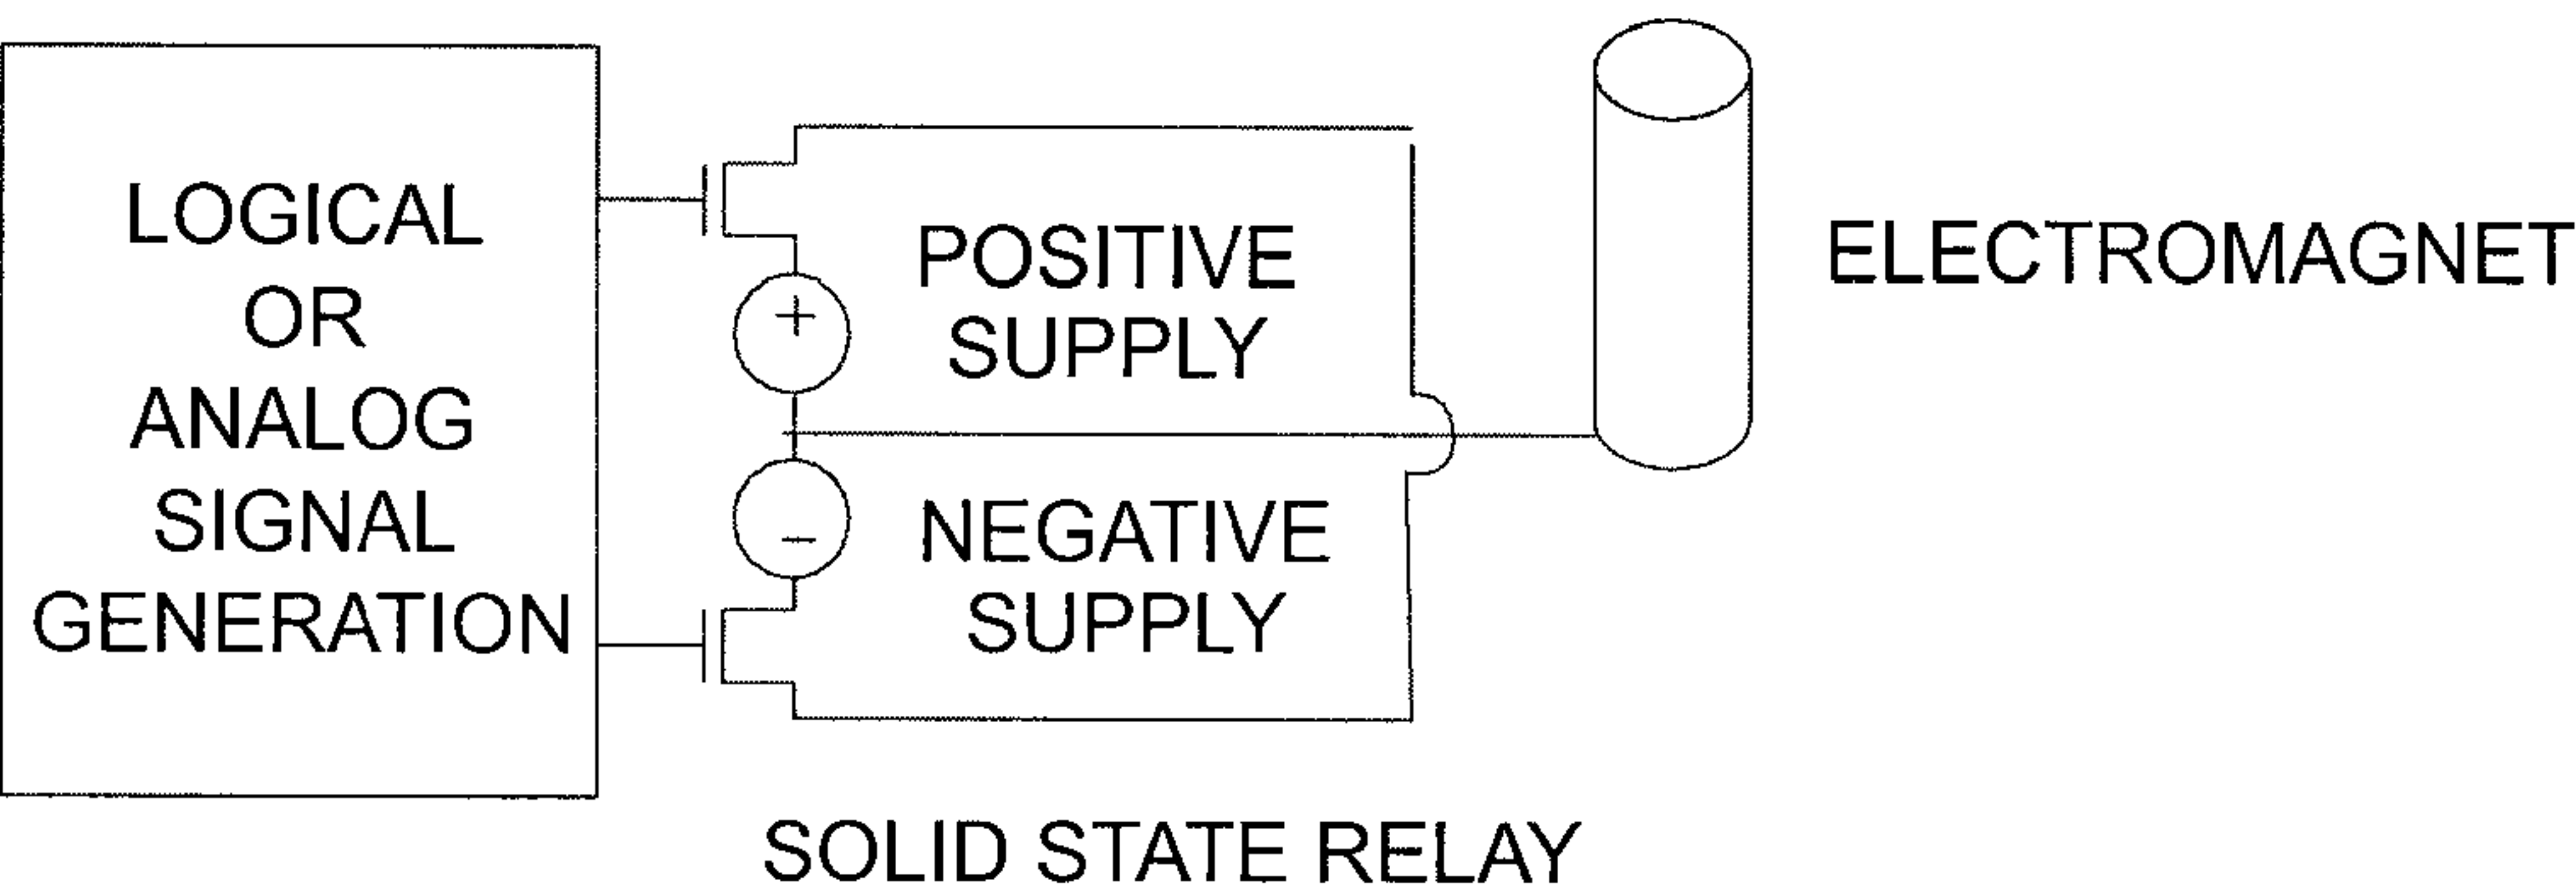 LOGICAL
OR
ANALOG
SIGNAL
GENERATION
+
POSITIVE
SUPPLY
-
NEGATIVE
SUPPLY
ELECTROMAGNET
SOLID STATE RELAY